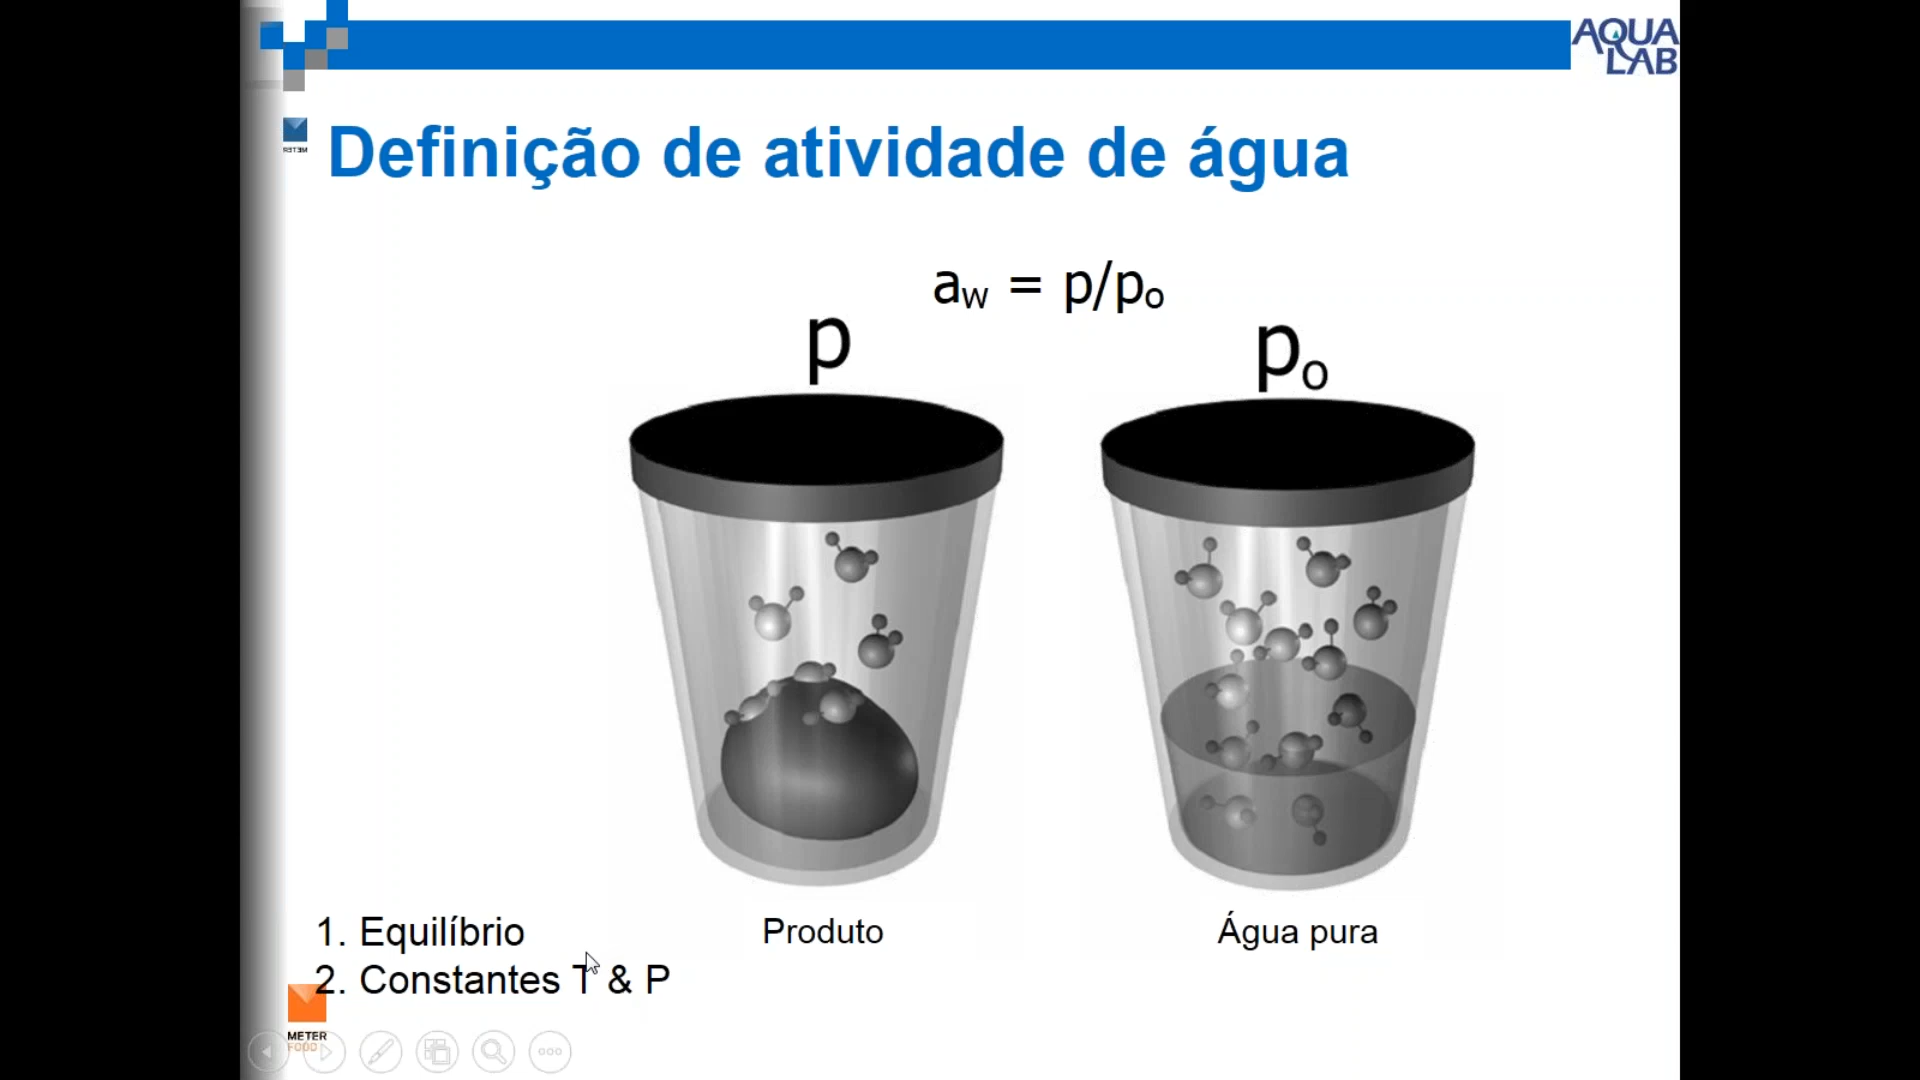 AQUA
LAB
METER
Definição de atividade de água
aw = p/po
p
po
Produto
Água pura
1. Equilíbrio
2. Constantes T & P
METER
FOOD